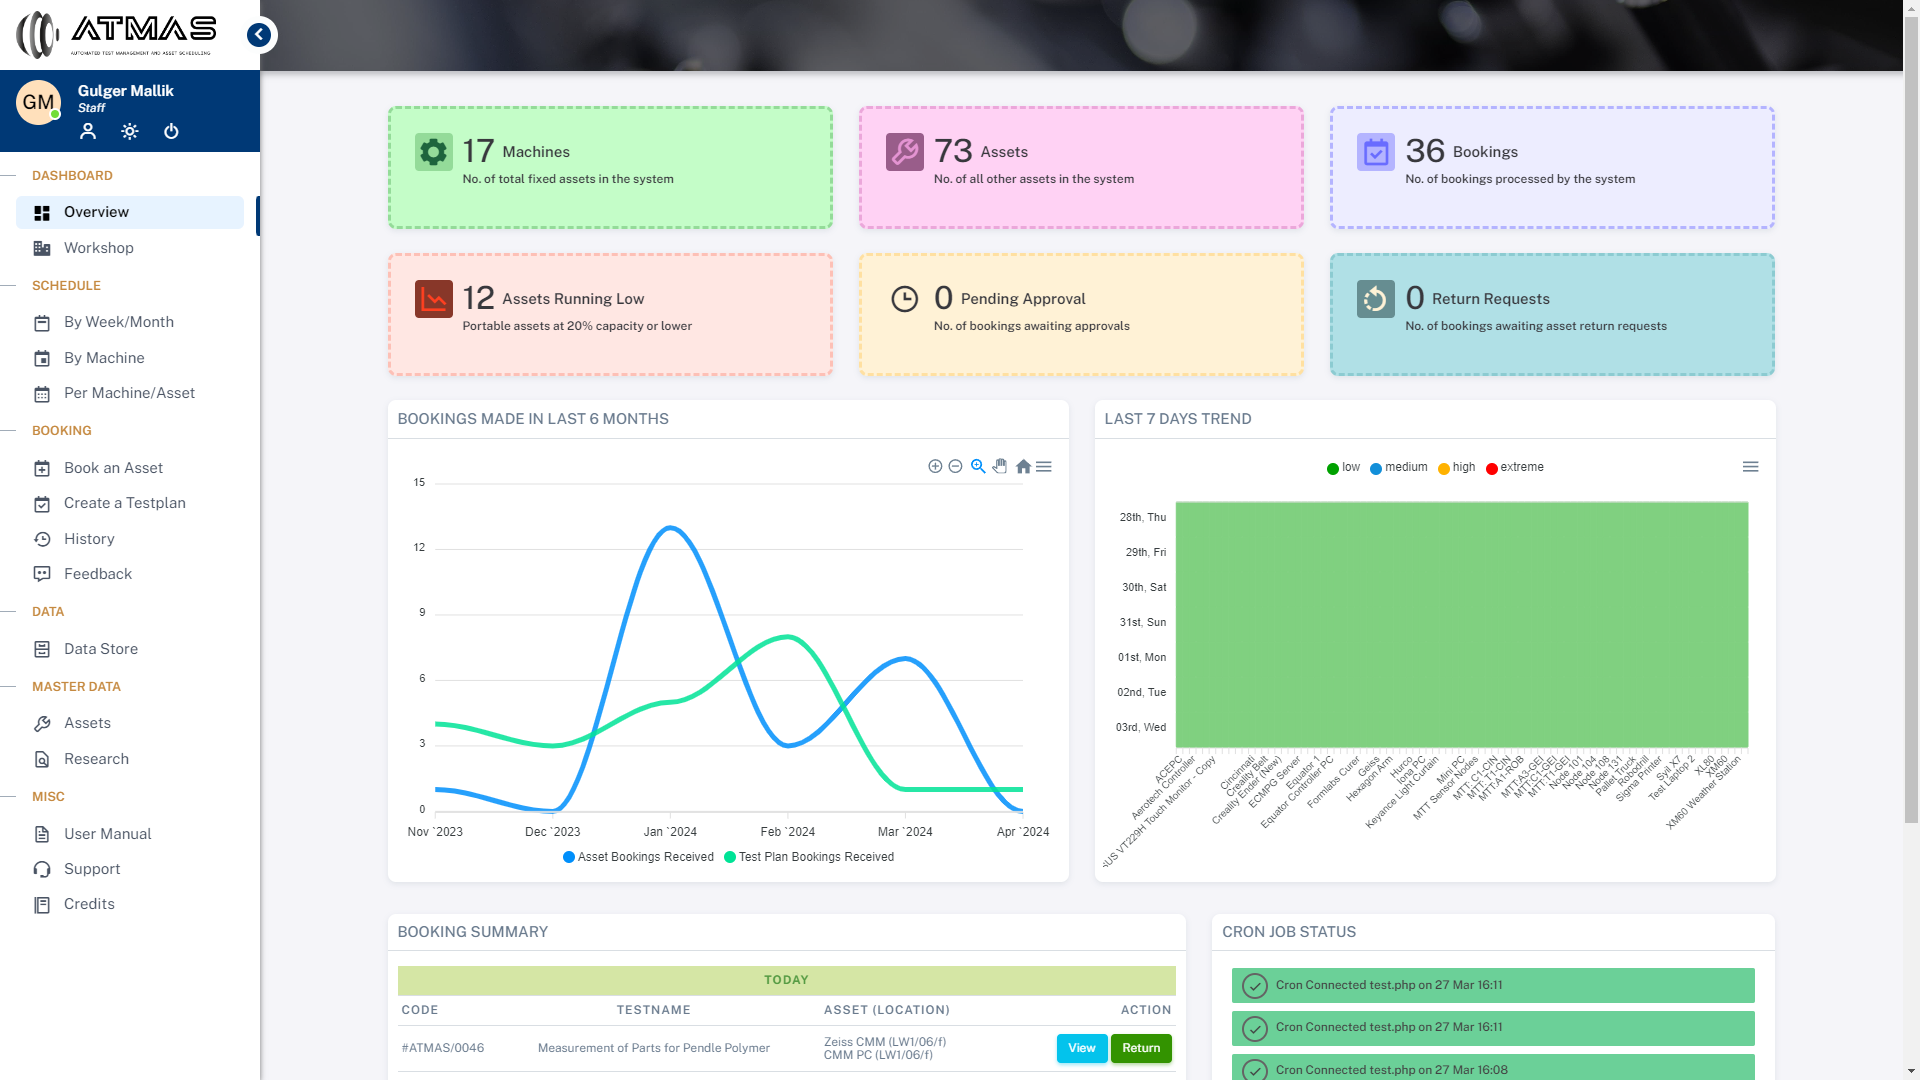 ATMAS
AUTOMATED TEST MANAGEMENT AND ASSET SCHEDULING
GM
Gulger Mallik
Staff
DASHBOARD
Overview
Workshop
SCHEDULE
By Week/Month
By Machine
Per Machine/Asset
BOOKING
Book an Asset
Create a Testplan
History
Feedback
DATA
Data Store
MASTER DATA
Assets
Research
MISC
User Manual
Support
Credits
17 Machines
No. of total fixed assets in the system
73 Assets
No. of all other assets in the system
36 Bookings
No. of bookings processed by the system
12 Assets Running Low
Portable assets at 20% capacity or lower
0 Pending Approval
No. of bookings awaiting approvals
0 Return Requests
No. of bookings awaiting asset return requests
BOOKINGS MADE IN LAST 6 MONTHS
15
12
9
6
3
0
Nov `2023 Dec `2023 Jan `2024 Feb `2024 Mar `2024 Apr `2024
Asset Bookings Received Test Plan Bookings Received
LAST 7 DAYS TREND
low medium high extreme
28th, Thu
29th, Fri
30th, Sat
31st, Sun
01st, Mon
02nd, Tue
03rd, Wed
ACEPC
Aerotech Controller
VT229H Touch Monitor - Copy
Cincinnati
Creality Belt
Creality Ender (New)
ECMPG Server
Equator 1
Equator Controller PC
Formlabs Curer
Geiss
Hexagon Arm
Hurco
Iona PC
Keyance Light Curtain
Mini PC
MTT Sensor Nodes
MTT: C1-CIN
MTT: T1-CIN
MTT:A1-ROB
MTT:A3-GEI
MTT:C1-GEI
MTT:T1-GEI
Node 101
Node 104
Node 108
Node 131
Pallet Truck
Robodrill
Sigma Printer
Syil X7
Test Laptop 2
XL80
XM60
XM60 Weather Station
BOOKING SUMMARY
TODAY
CODE TESTNAME ASSET (LOCATION) ACTION
#ATMAS/0046 Measurement of Parts for Pendle Polymer Zeiss CMM (LW1/06/f) View Return
CMM PC (LW1/06/f)
CRON JOB STATUS
Cron Connected test.php on 27 Mar 16:11
Cron Connected test.php on 27 Mar 16:11
Cron Connected test.php on 27 Mar 16:08